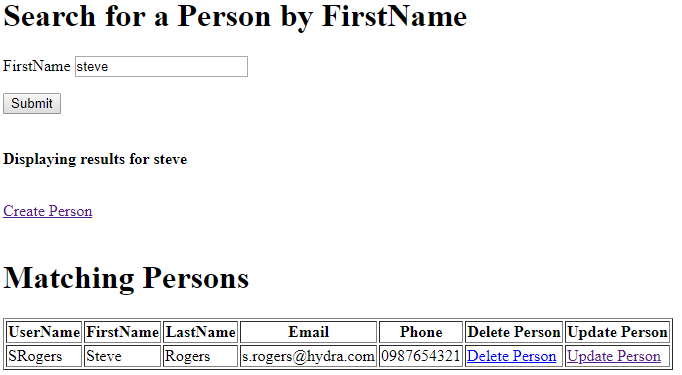 Search for a Person by FirstName
FirstName steve
Submit
Displaying results for steve
Create Person
Matching Persons
UserName FirstName LastName Email Phone Delete Person Update Person
SRogers Steve Rogers s.rogers@hydra.com 0987654321 Delete Person Update Person